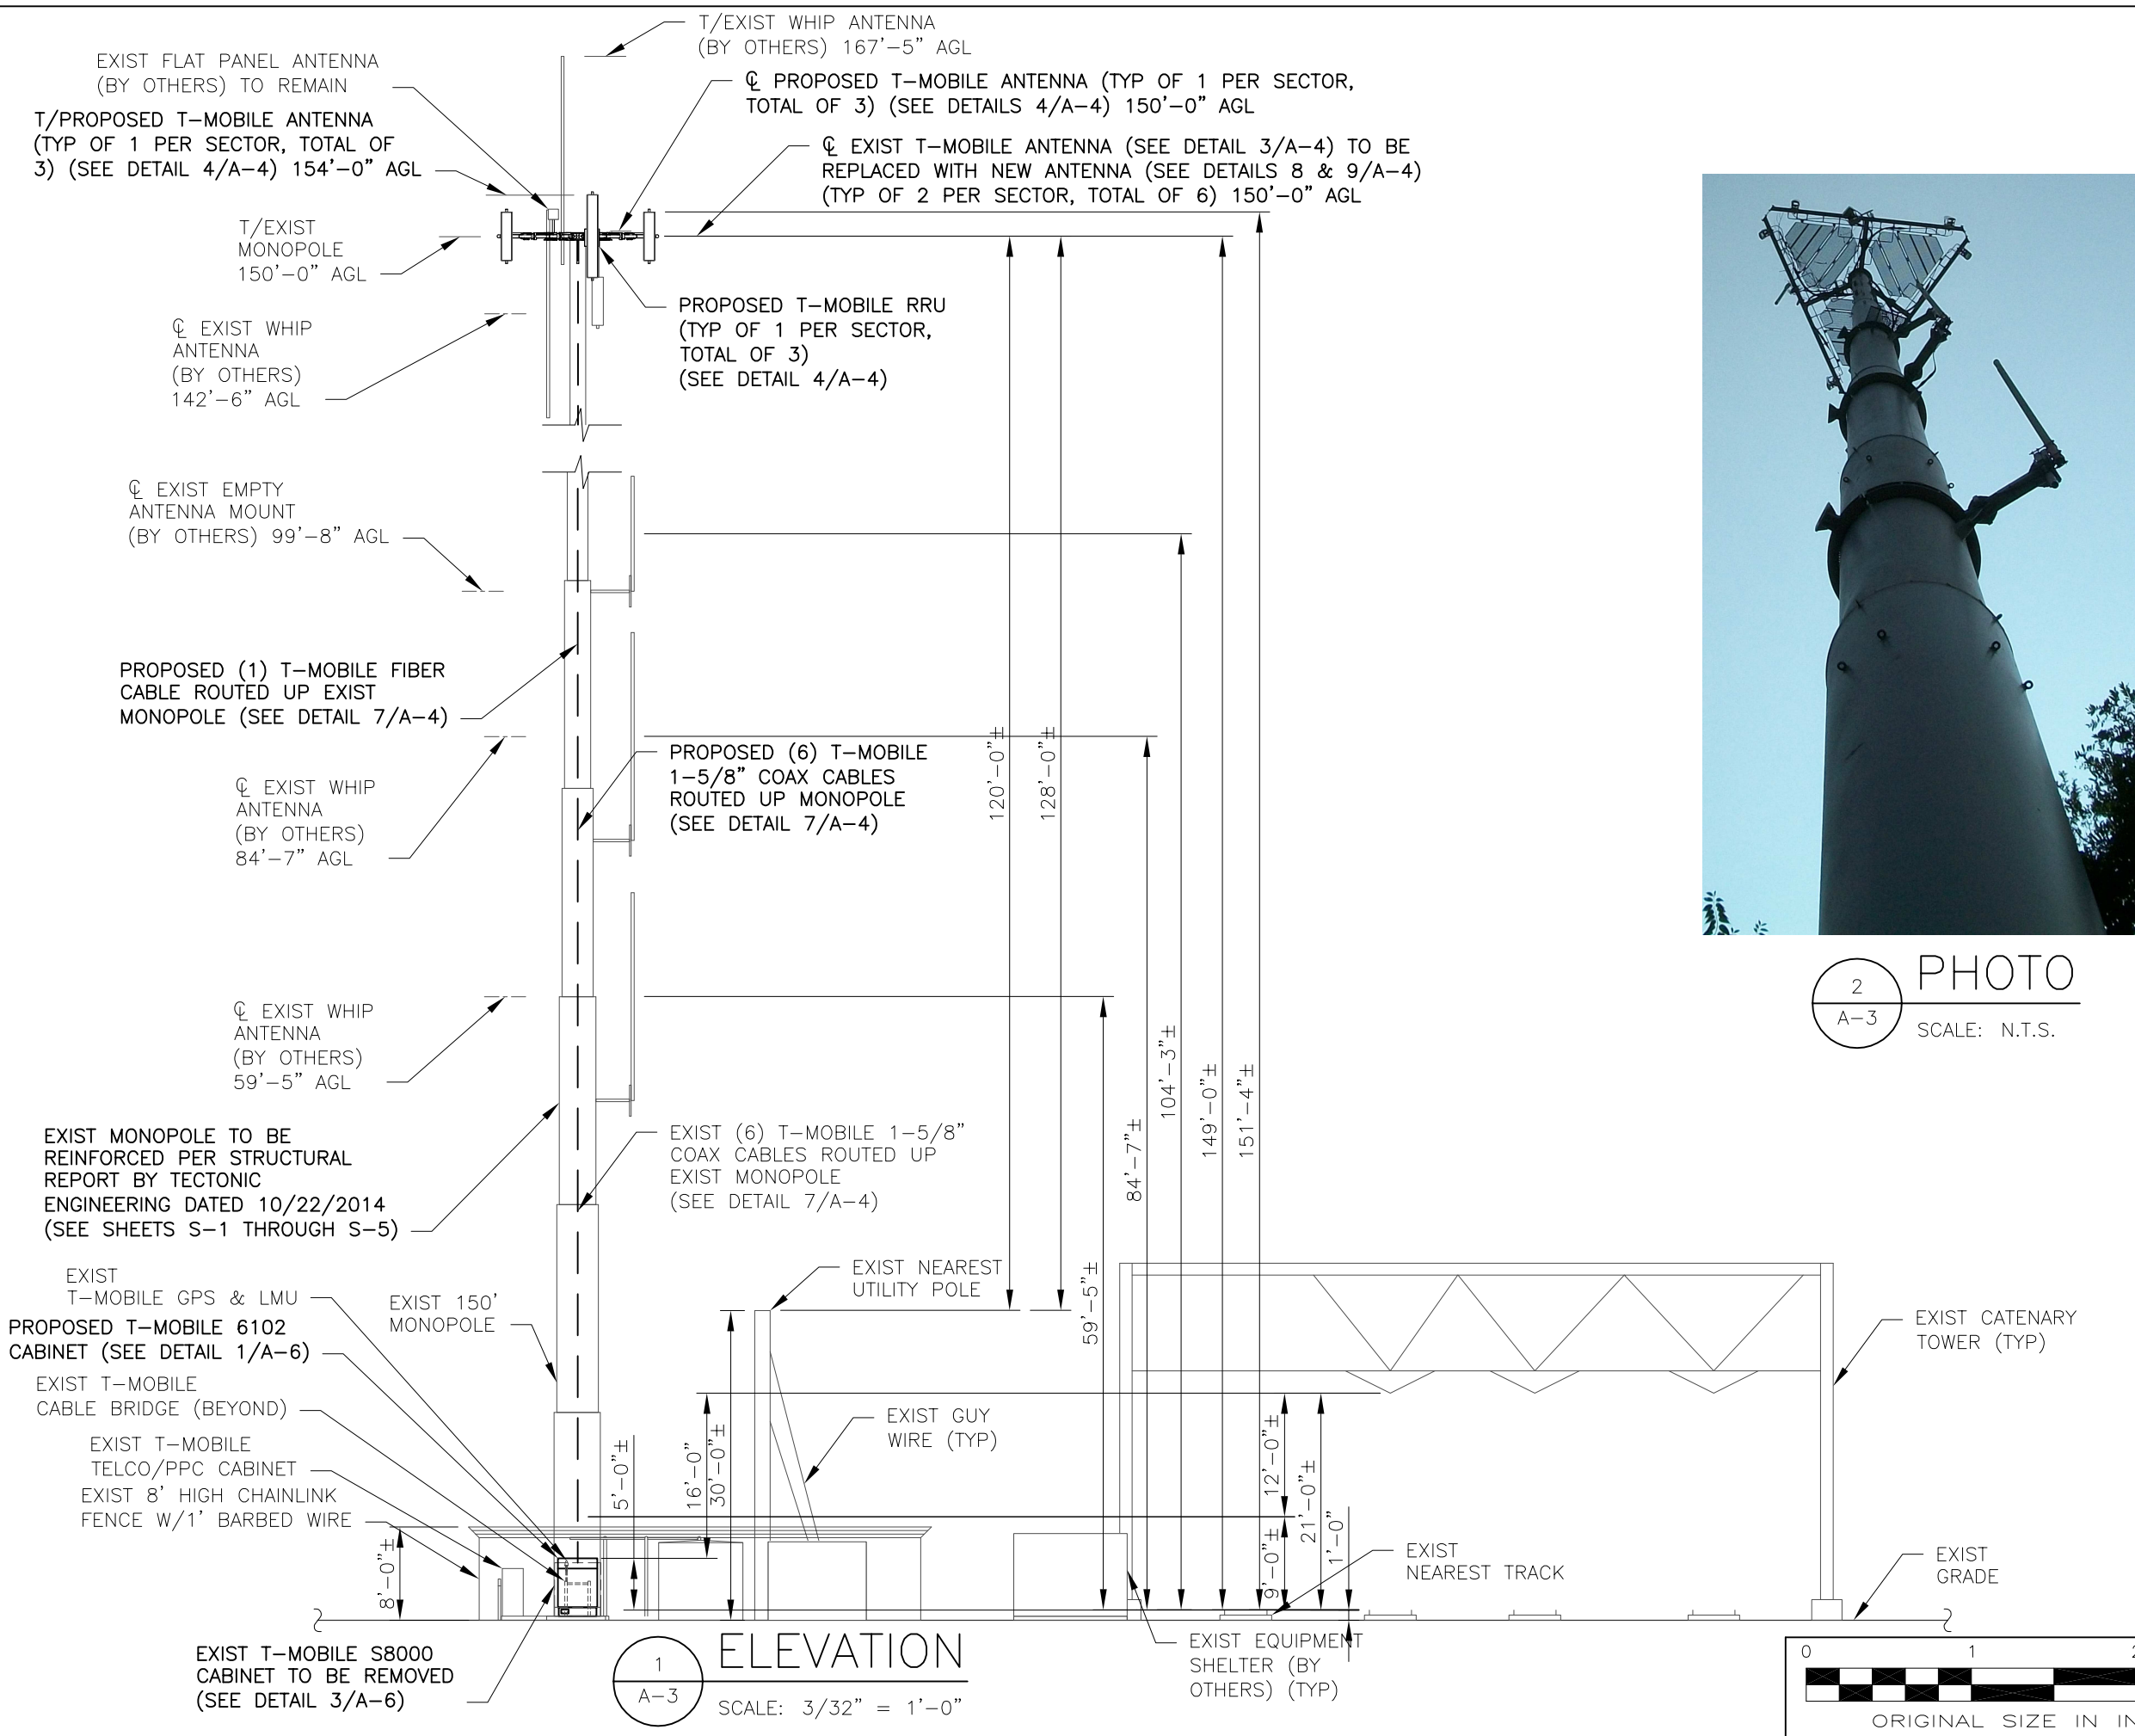 T/EXIST WHIP ANTENNA
(BY OTHERS) 167'-5" AGL
EXIST FLAT PANEL ANTENNA
(BY OTHERS) TO REMAIN
℄ PROPOSED T-MOBILE ANTENNA (TYP OF 1 PER SECTOR,
TOTAL OF 3) (SEE DETAILS 4/A-4) 150'-0" AGL
T/PROPOSED T-MOBILE ANTENNA
(TYP OF 1 PER SECTOR, TOTAL OF
3) (SEE DETAIL 4/A-4) 154'-0" AGL
℄ EXIST T-MOBILE ANTENNA (SEE DETAIL 3/A-4) TO BE
REPLACED WITH NEW ANTENNA (SEE DETAILS 8 & 9/A-4)
(TYP OF 2 PER SECTOR, TOTAL OF 6) 150'-0" AGL
T/EXIST
MONOPOLE
150'-0" AGL
PROPOSED T-MOBILE RRU
(TYP OF 1 PER SECTOR,
TOTAL OF 3)
(SEE DETAIL 4/A-4)
℄ EXIST WHIP
ANTENNA
(BY OTHERS)
142'-6" AGL
℄ EXIST EMPTY
ANTENNA MOUNT
(BY OTHERS) 99'-8" AGL
PROPOSED (1) T-MOBILE FIBER
CABLE ROUTED UP EXIST
MONOPOLE (SEE DETAIL 7/A-4)
PROPOSED (6) T-MOBILE
1-5/8" COAX CABLES
ROUTED UP MONOPOLE
(SEE DETAIL 7/A-4)
120'-0"±
128'-0"±
℄ EXIST WHIP
ANTENNA
(BY OTHERS)
84'-7" AGL
℄ EXIST WHIP
ANTENNA
(BY OTHERS)
59'-5" AGL
2
A-3
PHOTO
SCALE: N.T.S.
84'-7"±
104'-3"±
149'-0"±
151'-4"±
EXIST MONOPOLE TO BE
REINFORCED PER STRUCTURAL
REPORT BY TECTONIC
ENGINEERING DATED 10/22/2014
(SEE SHEETS S-1 THROUGH S-5)
EXIST (6) T-MOBILE 1-5/8"
COAX CABLES ROUTED UP
EXIST MONOPOLE
(SEE DETAIL 7/A-4)
EXIST NEAREST
UTILITY POLE
59'-5"±
EXIST
T-MOBILE GPS & LMU
EXIST 150'
MONOPOLE
PROPOSED T-MOBILE 6102
CABINET (SEE DETAIL 1/A-6)
EXIST CATENARY
TOWER (TYP)
EXIST T-MOBILE
CABLE BRIDGE (BEYOND)
EXIST GUY
WIRE (TYP)
EXIST T-MOBILE
TELCO/PPC CABINET
EXIST 8' HIGH CHAINLINK
FENCE W/1' BARBED WIRE
8'-0"±
5'-0"±
16'-0"
30'-0"±
12'-0"±
9'-0"±
21'-0"±
1'-0"
EXIST
NEAREST TRACK
EXIST
GRADE
EXIST T-MOBILE S8000
CABINET TO BE REMOVED
(SEE DETAIL 3/A-6)
1
A-3
ELEVATION
SCALE: 3/32" = 1'-0"
EXIST EQUIPMENT
SHELTER (BY
OTHERS) (TYP)
0 1 2
ORIGINAL SIZE IN